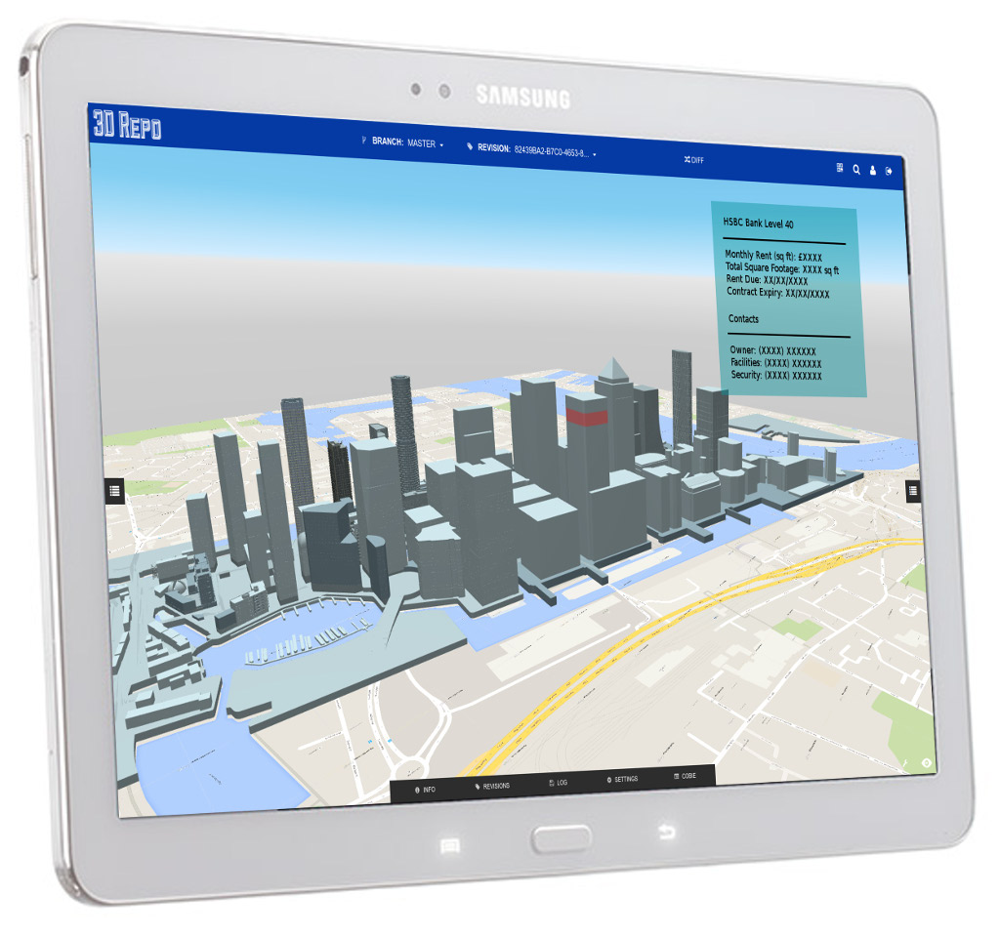 SAMSUNG
3D REPO
BRANCH: MASTER
REVISION: 82439BA2-B7C0-4653-8...
DIFF
HSBC Bank Level 40
Monthly Rent (sq ft): £XXXX
Total Square Footage: XXXX sq ft
Rent Due: XX/XX/XXXX
Contract Expiry: XX/XX/XXXX
Contacts
Owner: (XXXX) XXXXXX
Facilities: (XXXX) XXXXXX
Security: (XXXX) XXXXXX
INFO
REVISIONS
LOG
SETTINGS
COBIE